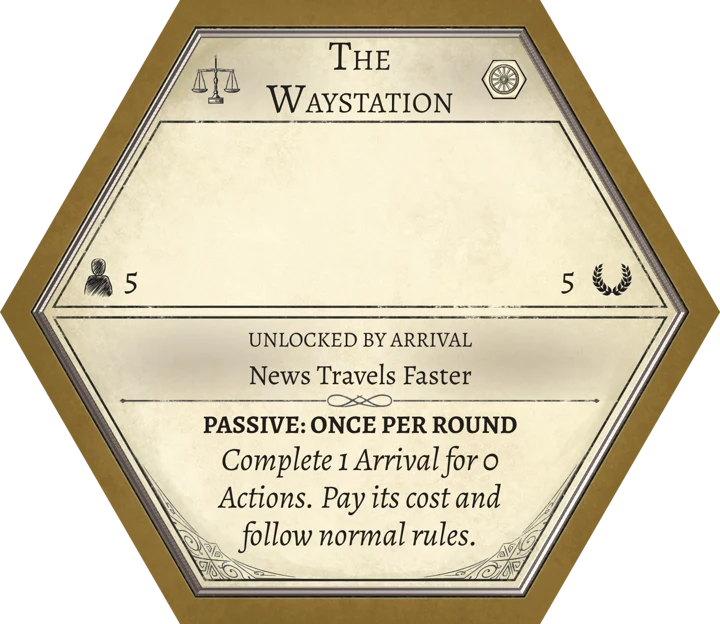 The
Waystation
5
5
UNLOCKED BY ARRIVAL
News Travels Faster
PASSIVE: ONCE PER ROUND
Complete 1 Arrival for 0
Actions. Pay its cost and
follow normal rules.